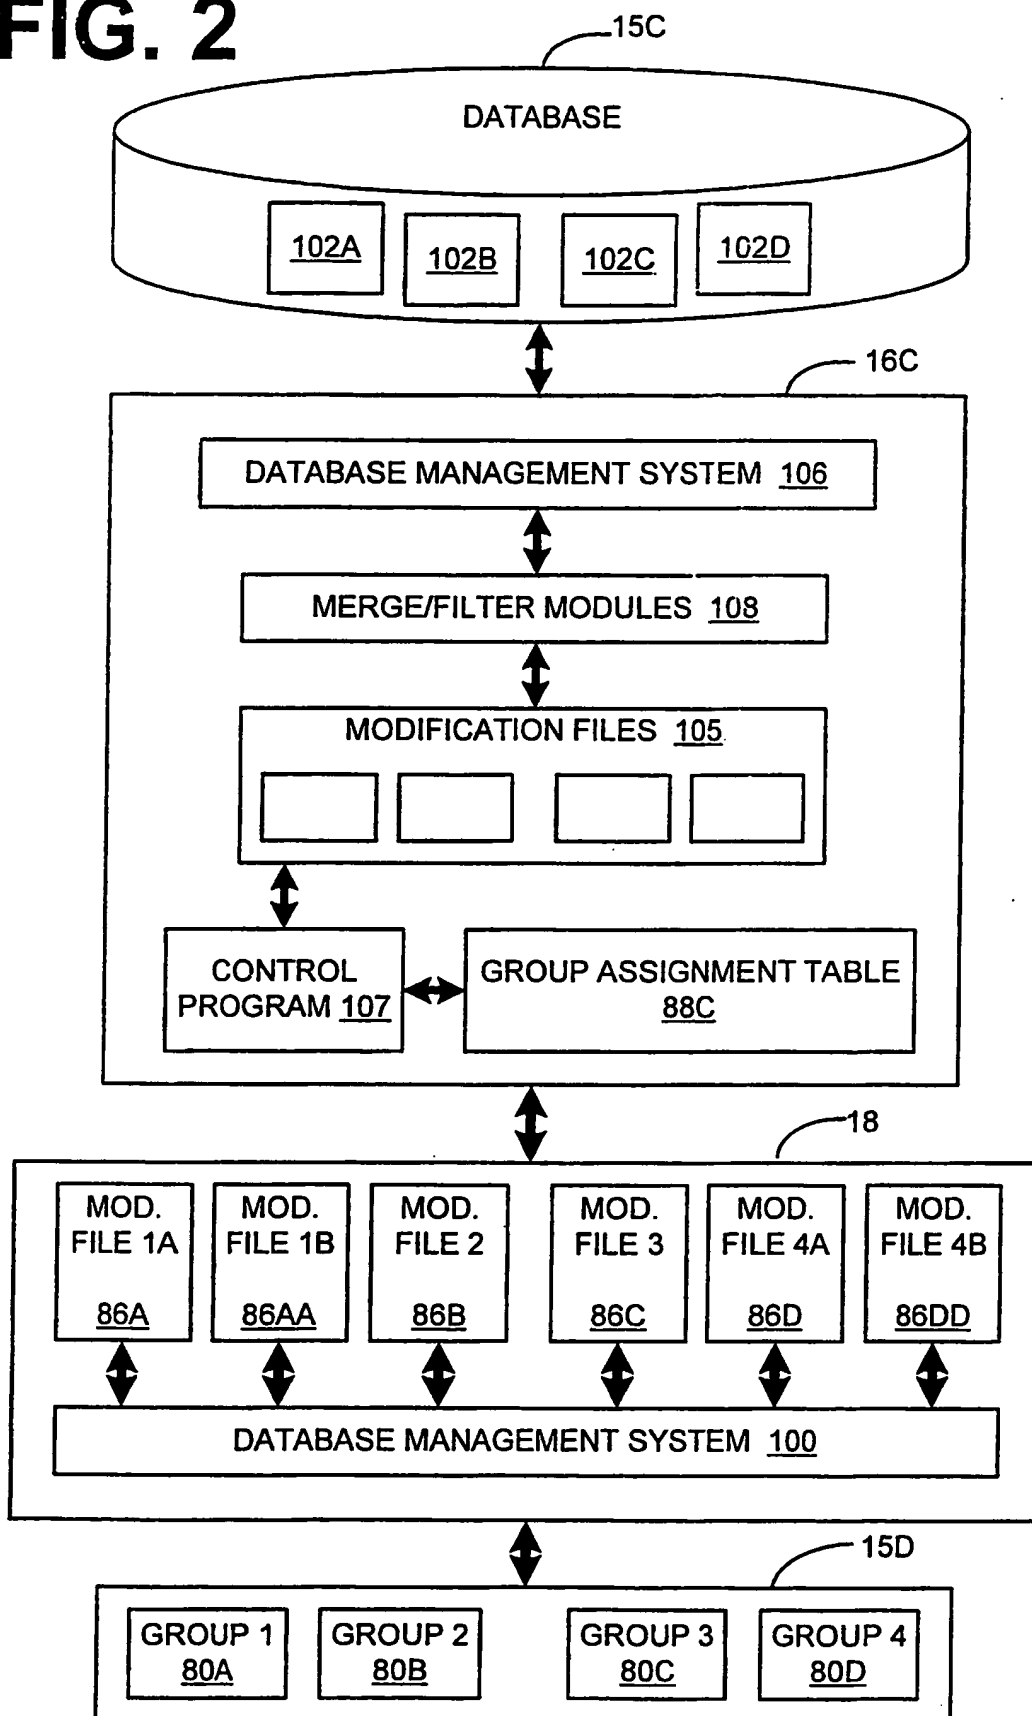 FIG. 2
15C
DATABASE
102A
102B
102C
102D
16C
DATABASE MANAGEMENT SYSTEM 106
MERGE/FILTER MODULES 108
MODIFICATION FILES 105
CONTROL
PROGRAM 107
GROUP ASSIGNMENT TABLE
88C
18
MOD.
FILE 1A
86A
MOD.
FILE 1B
86AA
MOD.
FILE 2
86B
MOD.
FILE 3
86C
MOD.
FILE 4A
86D
MOD.
FILE 4B
86DD
DATABASE MANAGEMENT SYSTEM 100
15D
GROUP 1
80A
GROUP 2
80B
GROUP 3
80C
GROUP 4
80D